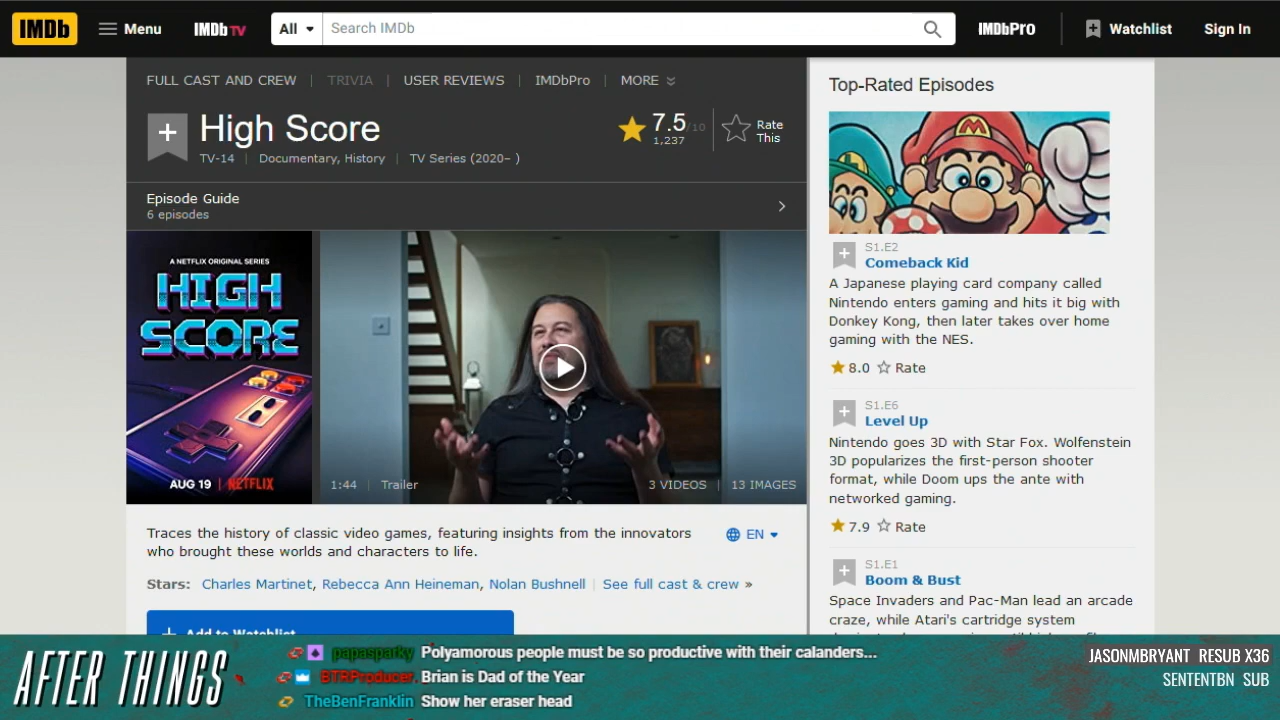 IMDb
Menu
IMDb TV
All
Search IMDb
IMDbPro
Watchlist
Sign In
FULL CAST AND CREW | TRIVIA | USER REVIEWS | IMDbPro | MORE
High Score
TV-14 | Documentary, History | TV Series (2020– )
7.5/10
1,237
Rate This
Episode Guide
6 episodes
A NETFLIX ORIGINAL SERIES
HIGH
SCORE
AUG 19 | NETFLIX
1:44 | Trailer
3 VIDEOS | 13 IMAGES
Traces the history of classic video games, featuring insights from the innovators
who brought these worlds and characters to life.
EN
Stars: Charles Martinet, Rebecca Ann Heineman, Nolan Bushnell | See full cast & crew »
+ Add to Watchlist
Top-Rated Episodes
M
S1.E2
Comeback Kid
A Japanese playing card company called
Nintendo enters gaming and hits it big with
Donkey Kong, then later takes over home
gaming with the NES.
8.0 Rate
S1.E6
Level Up
Nintendo goes 3D with Star Fox. Wolfenstein
3D popularizes the first-person shooter
format, while Doom ups the ante with
networked gaming.
7.9 Rate
S1.E1
Boom & Bust
Space Invaders and Pac-Man lead an arcade
craze, while Atari's cartridge system
AFTER THINGS
papasparky Polyamorous people must be so productive with their calanders...
BTRProducer. Brian is Dad of the Year
TheBenFranklin Show her eraser head
JASONMBRYANT RESUB X36
SENTENTBN SUB